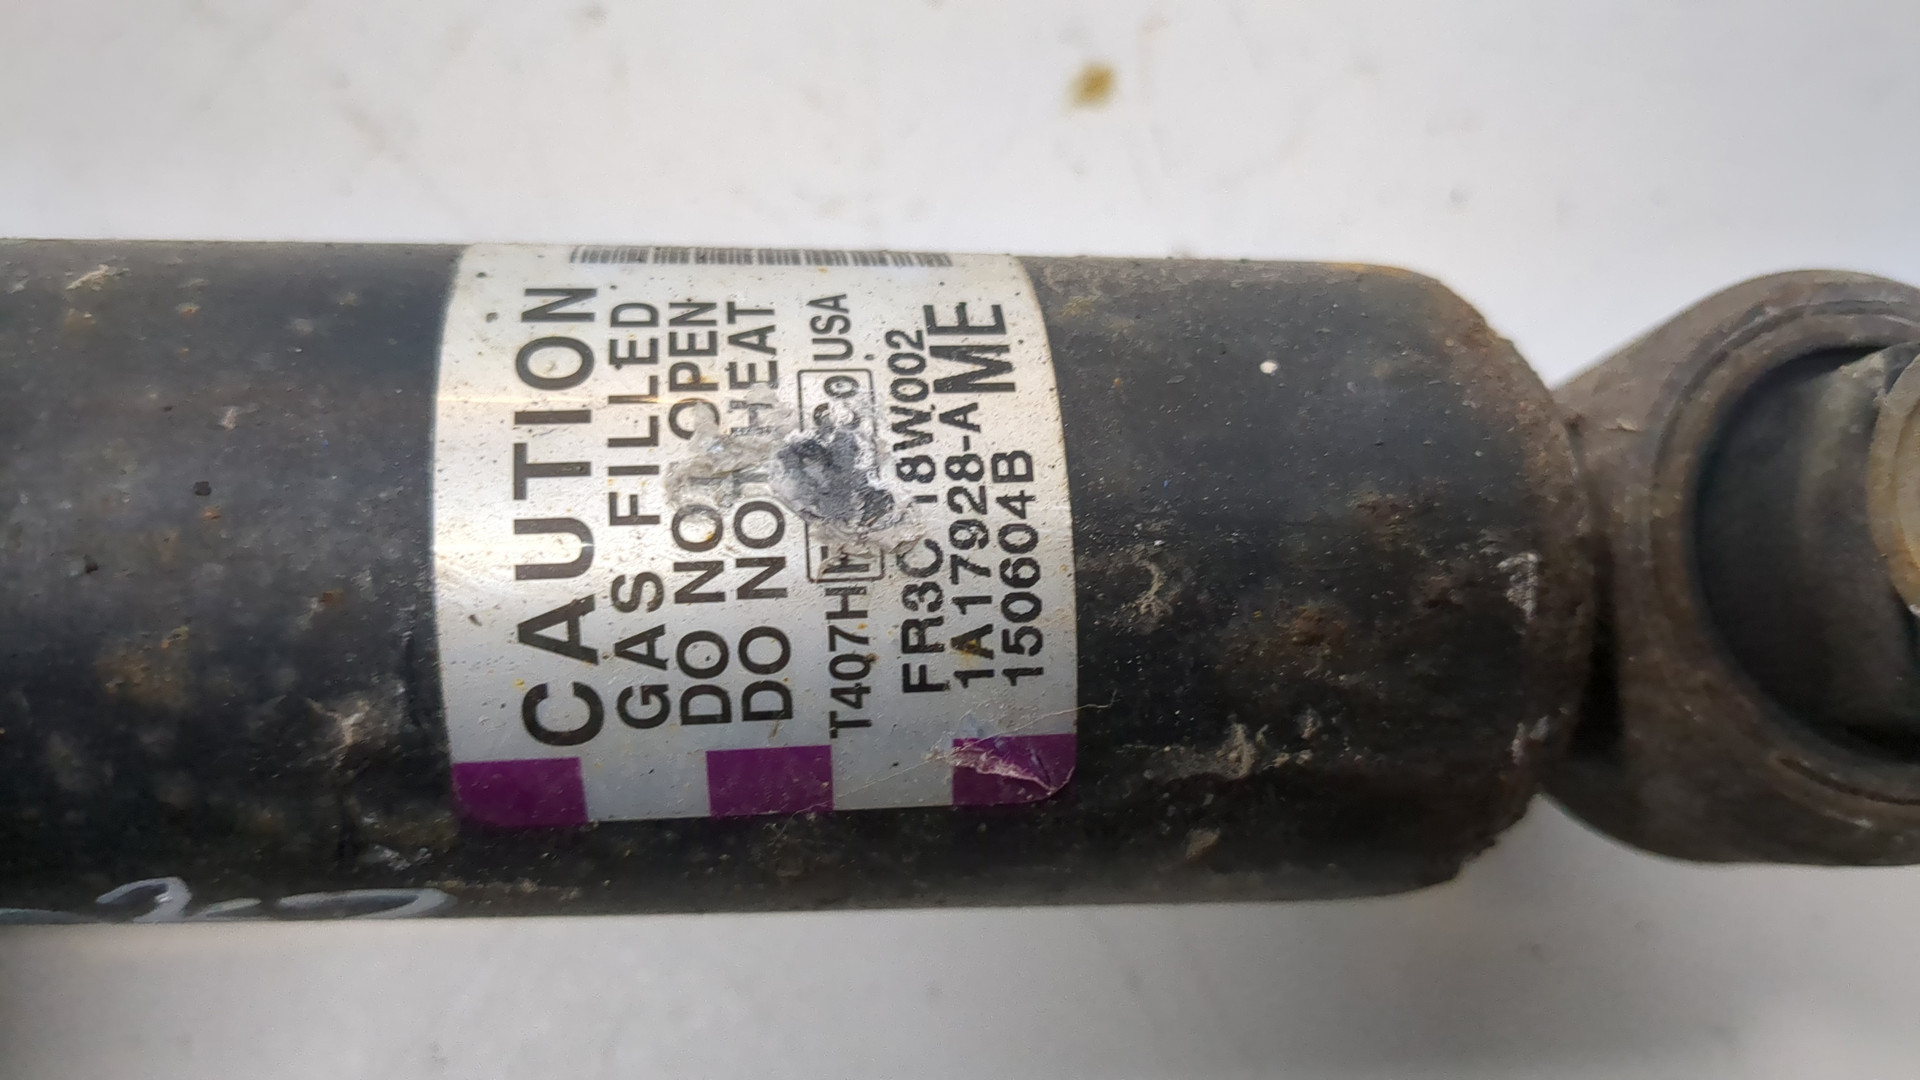 CAUTION
GAS FILLED
DO NOT OPEN
DO NOT HEAT
T407H USA
FR3C 18W002
1A17928-A ME
150604B